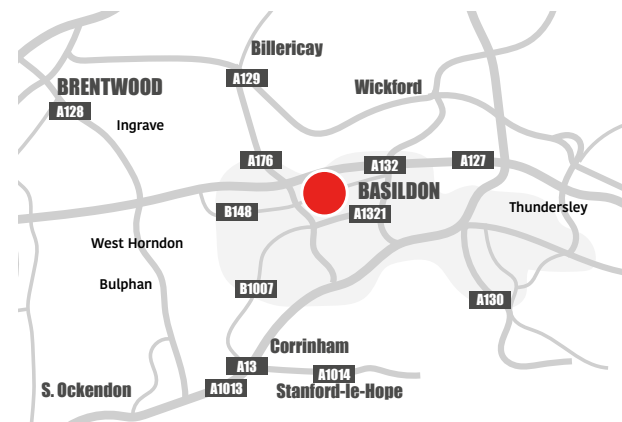 Billericay
A129
BRENTWOOD
Wickford
A128
Ingrave
A176
A132
A127
BASILDON
B148
A1321
Thundersley
West Horndon
Bulphan
B1007
A130
Corrinham
A13
A1014
A1013
S. Ockendon
Stanford-le-Hope